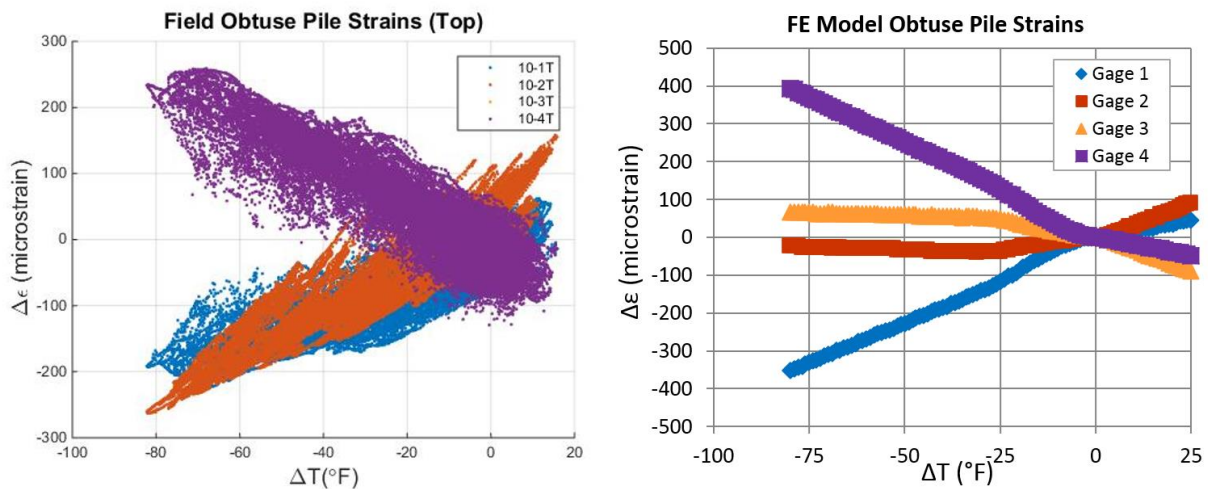 Field Obtuse Pile Strains (Top)
300
200
100
0
-100
-200
-300
Δϵ (microstrain)
10-1T
10-2T
10-3T
10-4T
-100
-80
-60
-40
-20
0
20
ΔT(°F)
FE Model Obtuse Pile Strains
500
400
300
200
100
0
-100
-200
-300
-400
-500
Δε (microstrain)
Gage 1
Gage 2
Gage 3
Gage 4
-100
-75
-50
-25
0
25
ΔT (°F)